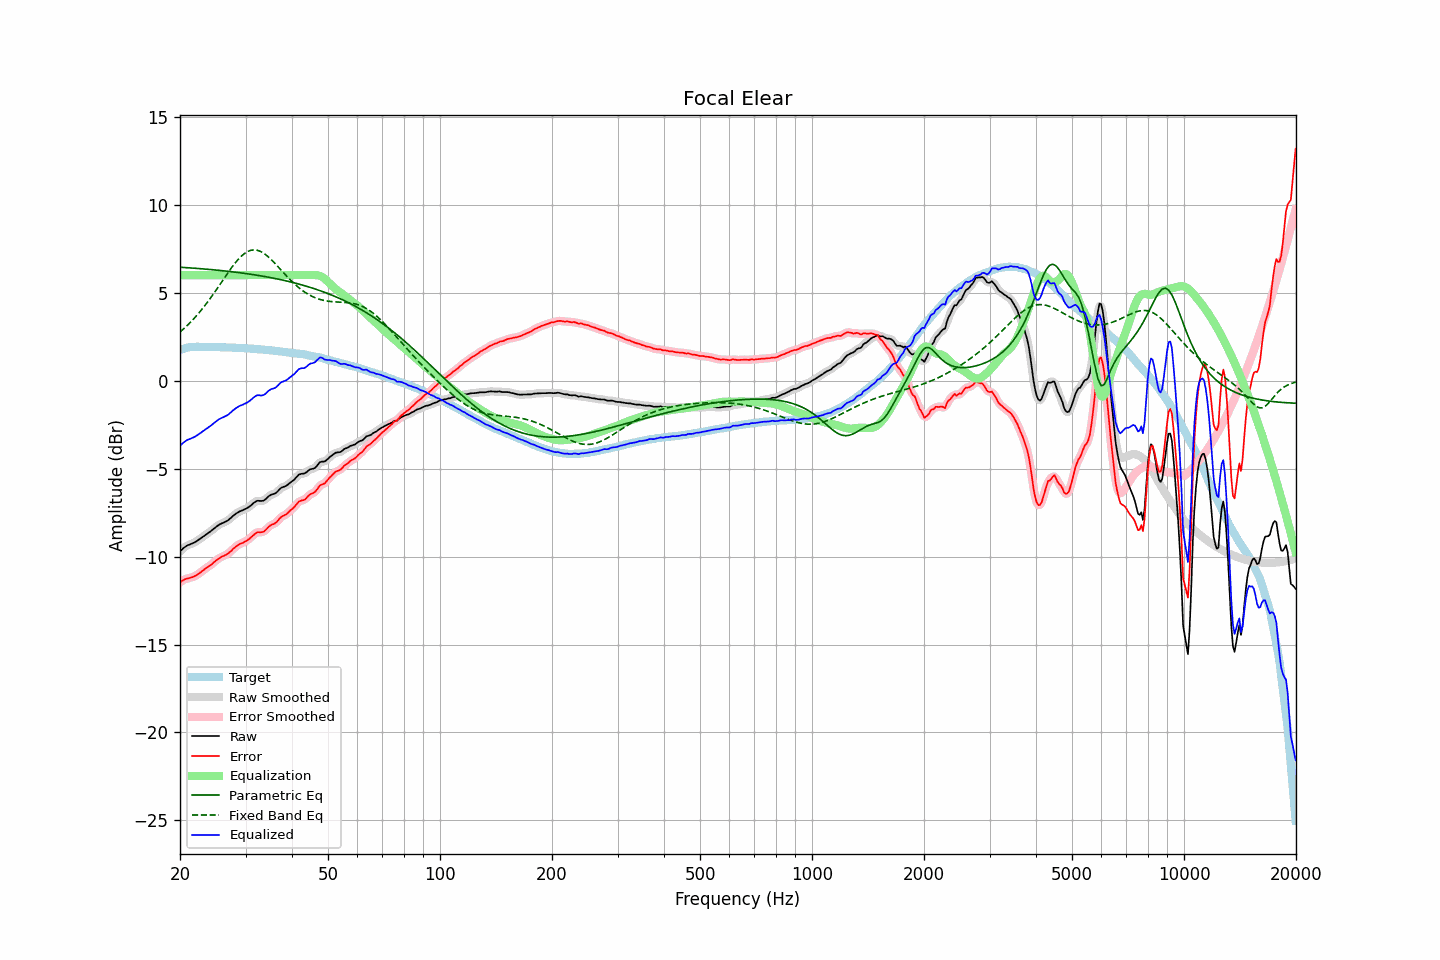 Focal Elear
Amplitude (dBr)
15
10
5
0
−5
−10
−15
−20
−25
Target
Raw Smoothed
Error Smoothed
Raw
Error
Equalization
Parametric Eq
Fixed Band Eq
Equalized
20
50
100
200
500
1000
2000
5000
10000
20000
Frequency (Hz)